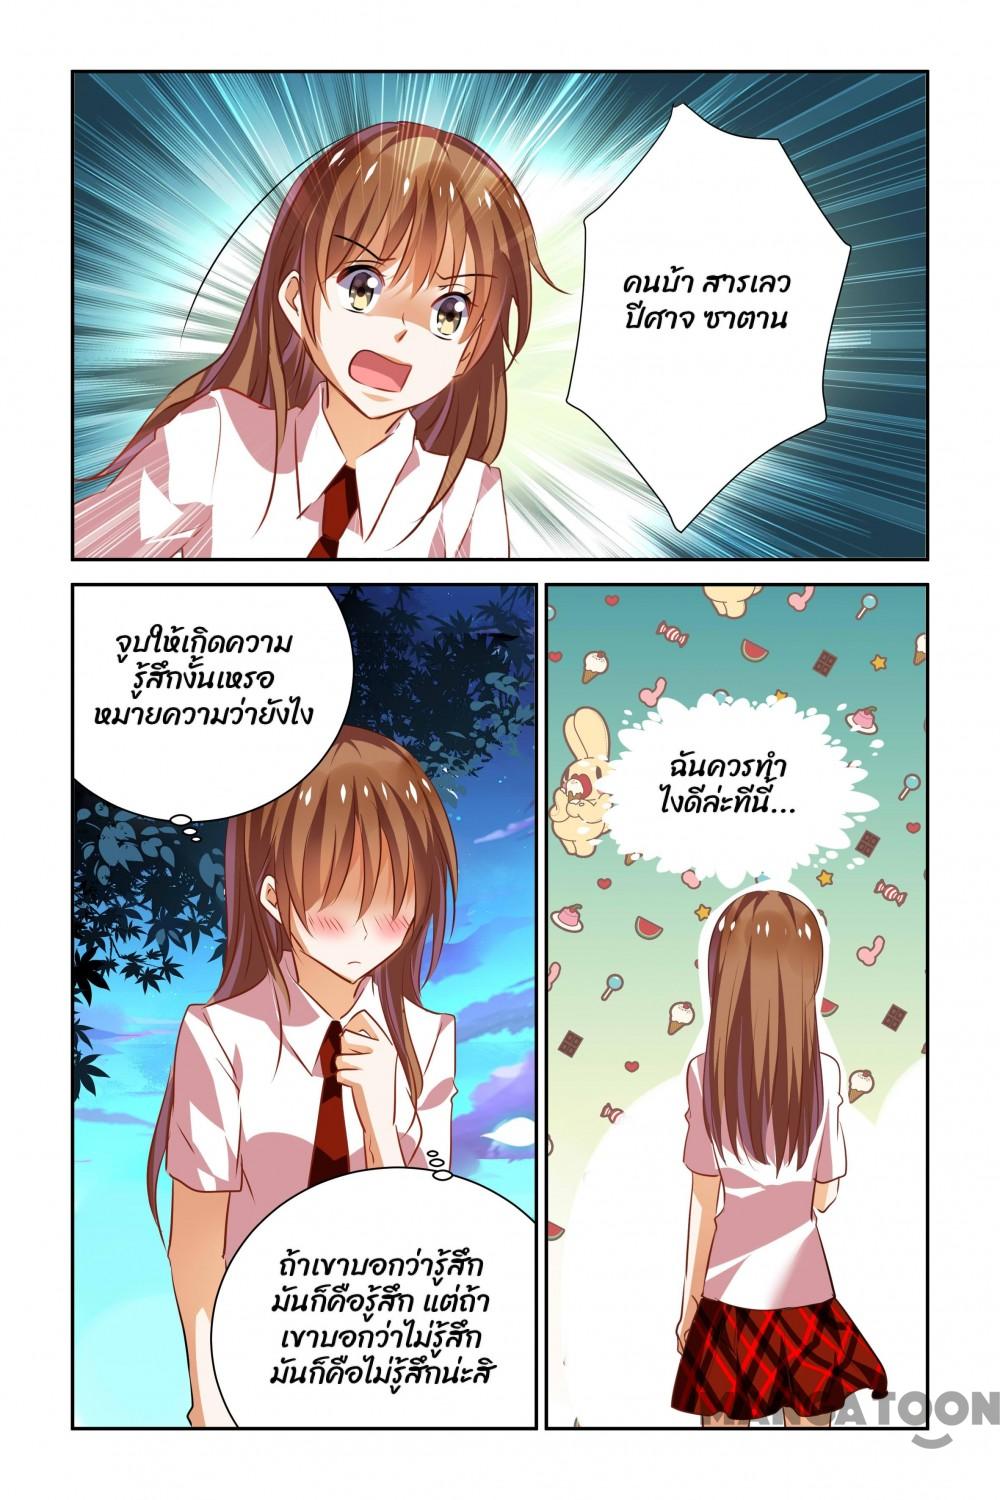 คนบ้า สารเลว
ปีศาจ ซาตาน
จูบให้เกิดความ
รู้สึกงั้นเหรอ
หมายความว่ายังไง
ถ้าเขาบอกว่ารู้สึก
มันก็คือรู้สึก แต่ถ้า
เขาบอกว่าไม่รู้สึก
มันก็คือไม่รู้สึกน่ะสิ
ฉันควรทำ
ไงดีล่ะทีนี้...
MANGATOON